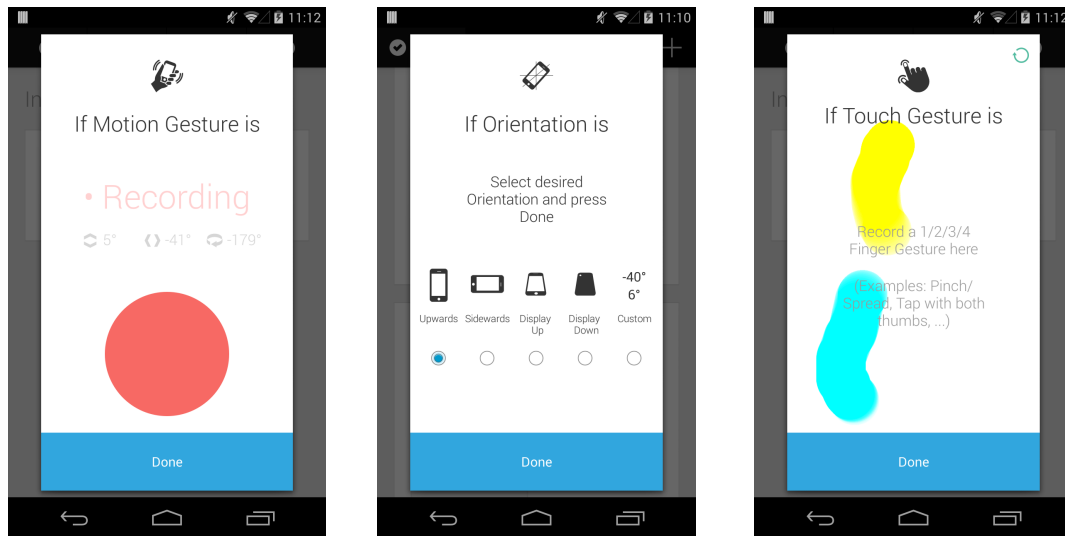 11:12
In
If Motion Gesture is
• Recording
5° -41° -179°
Done
11:10
If Orientation is
Select desired
Orientation and press
Done
-40°
6°
Upwards Sidewards Display Up Display Down Custom
Done
11:12
In
If Touch Gesture is
Record a 1/2/3/4
Finger Gesture here
(Examples: Pinch/
Spread, Tap with both
thumbs, ...)
Done